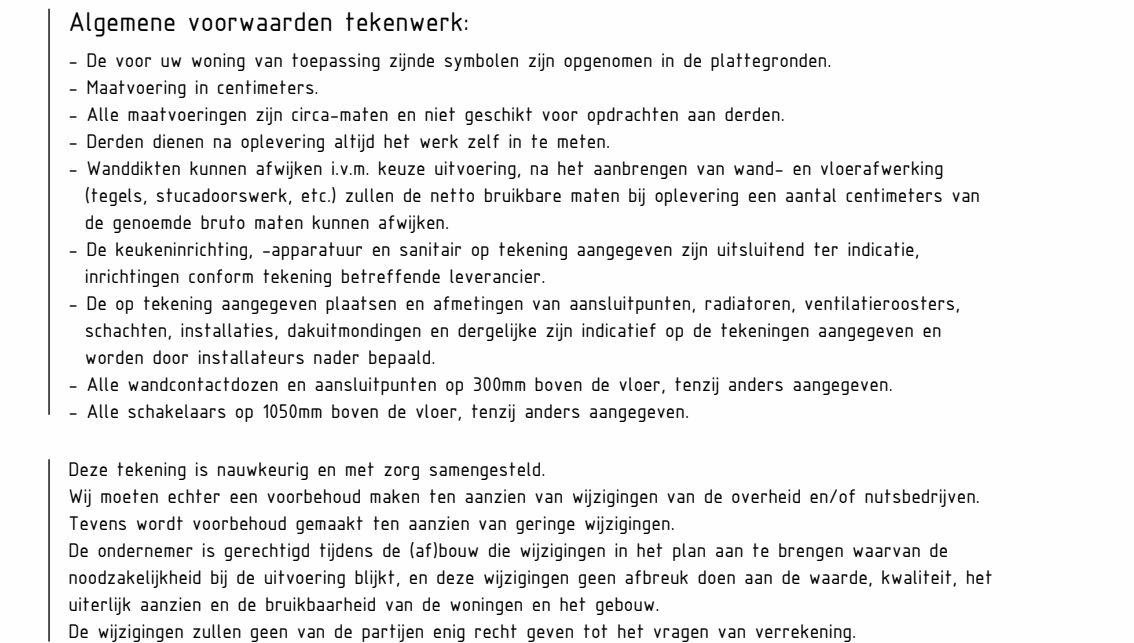 Algemene voorwaarden tekenwerk:
- De voor uw woning van toepassing zijnde symbolen zijn opgenomen in de plattegronden.
- Maatvoering in centimeters.
- Alle maatvoeringen zijn circa-maten en niet geschikt voor opdrachten aan derden.
- Derden dienen na oplevering altijd het werk zelf in te meten.
- Wanddikten kunnen afwijken i.v.m. keuze uitvoering, na het aanbrengen van wand- en vloerafwerking
(tegels, stucadoorswerk, etc.) zullen de netto bruikbare maten bij oplevering een aantal centimeters van
de genoemde bruto maten kunnen afwijken.
- De keukeninrichting, -apparatuur en sanitair op tekening aangegeven zijn uitsluitend ter indicatie,
inrichtingen conform tekening betreffende leverancier.
- De op tekening aangegeven plaatsen en afmetingen van aansluitpunten, radiatoren, ventilatieroosters,
schachten, installaties, dakuitmondingen en dergelijke zijn indicatief op de tekeningen aangegeven en
worden door installateurs nader bepaald.
- Alle wandcontactdozen en aansluitpunten op 300mm boven de vloer, tenzij anders aangegeven.
- Alle schakelaars op 1050mm boven de vloer, tenzij anders aangegeven.
Deze tekening is nauwkeurig en met zorg samengesteld.
Wij moeten echter een voorbehoud maken ten aanzien van wijzigingen van de overheid en/of nutsbedrijven.
Tevens wordt voorbehoud gemaakt ten aanzien van geringe wijzigingen.
De ondernemer is gerechtigd tijdens de (af)bouw die wijzigingen in het plan aan te brengen waarvan de
noodzakelijkheid bij de uitvoering blijkt, en deze wijzigingen geen afbreuk doen aan de waarde, kwaliteit, het
uiterlijk aanzien en de bruikbaarheid van de woningen en het gebouw.
De wijzigingen zullen geen van de partijen enig recht geven tot het vragen van verrekening.